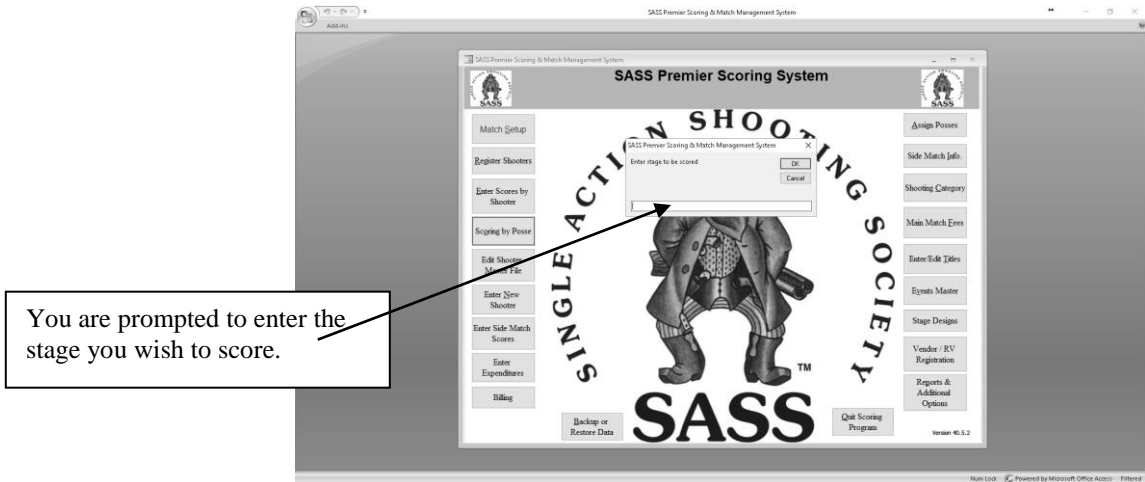 SASS Premier Scoring & Match Management System
Add-Ins
SASS Premier Scoring & Match Management System
SASS Premier Scoring System
SASS
SASS
SINGLE ACTION SHOOTING SOCIETY
Match Setup
Register Shooters
Enter Scores by
Shooter
Scoring by Posse
Edit Shooter
Master File
Enter New
Shooter
Enter Side Match
Scores
Enter
Expenditures
Billing
SASS Premier Scoring & Match Management System
Enter stage to be scored
OK
Cancel
Assign Posses
Side Match Info.
Shooting Category
Main Match Fees
Enter/Edit Titles
Events Master
Stage Designs
Vendor / RV
Registration
Reports &
Additional
Options
You are prompted to enter the
stage you wish to score.
TM
SASS
Backup or
Restore Data
Quit Scoring
Program
Version 40.5.2
Num Lock
Powered by Microsoft Office Access
Filtered